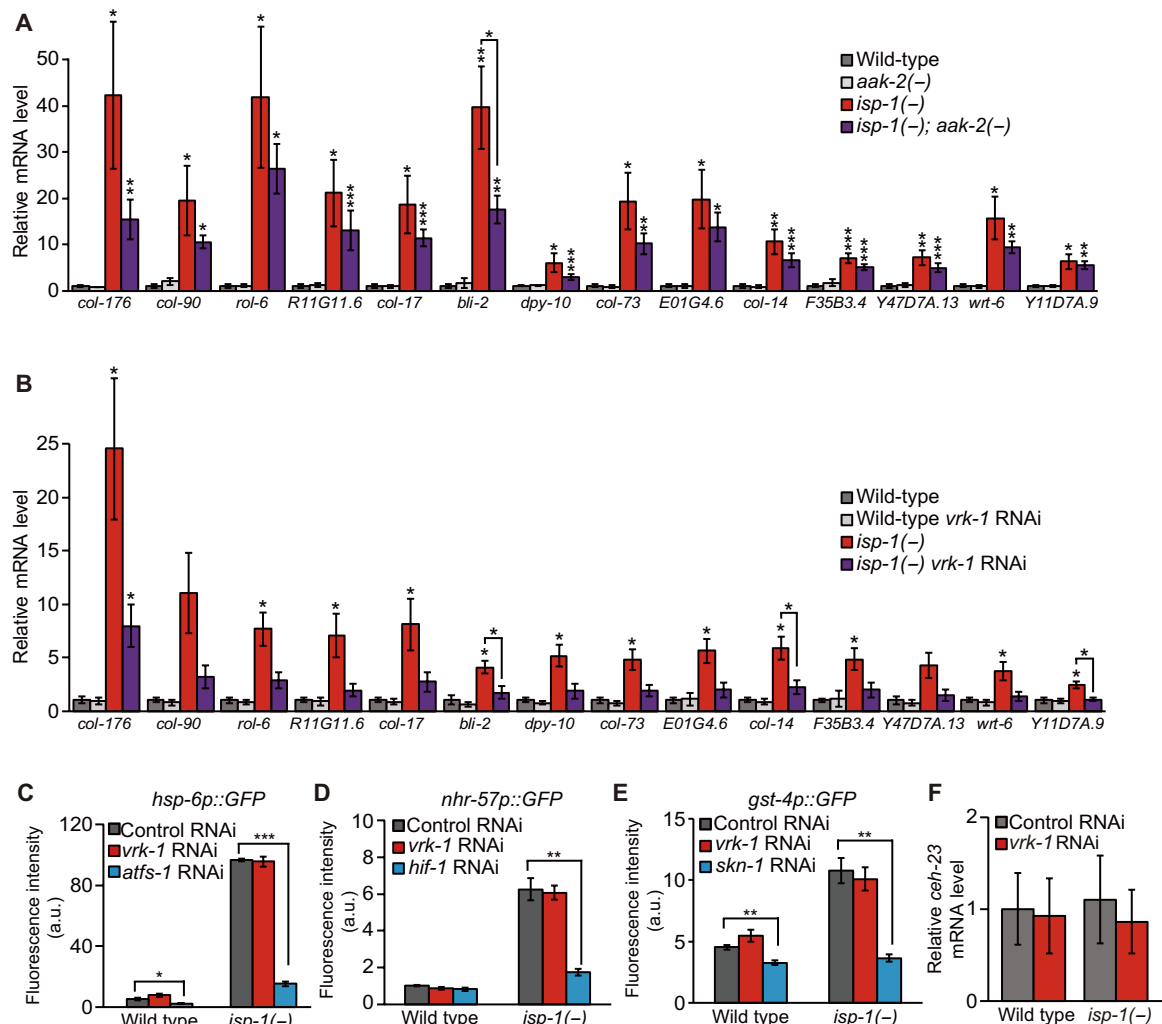 A
Relative mRNA level
50
40
30
20
10
0
Wild-type
aak-2(–)
isp-1(–)
isp-1(–); aak-2(–)
* ** * * * * * *** * *** ** ** * * *** * ** * * ** *** *** *** ** *** * ** * **
col-176 col-90 rol-6 R11G11.6 col-17 bli-2 dpy-10 col-73 E01G4.6 col-14 F35B3.4 Y47D7A.13 wrt-6 Y11D7A.9
B
Relative mRNA level
25
20
15
10
5
0
Wild-type
Wild-type vrk-1 RNAi
isp-1(–)
isp-1(–) vrk-1 RNAi
* * * * * * * * * * * * * * * *
col-176 col-90 rol-6 R11G11.6 col-17 bli-2 dpy-10 col-73 E01G4.6 col-14 F35B3.4 Y47D7A.13 wrt-6 Y11D7A.9
C
hsp-6p::GFP
Fluorescence intensity
(a.u.)
120
80
40
0
Control RNAi
vrk-1 RNAi
atfs-1 RNAi
* ***
Wild type isp-1(–)
D
nhr-57p::GFP
Fluorescence intensity
(a.u.)
10
8
6
4
2
0
Control RNAi
vrk-1 RNAi
hif-1 RNAi
**
Wild type isp-1(–)
E
gst-4p::GFP
Fluorescence intensity
(a.u.)
15
10
5
0
Control RNAi
vrk-1 RNAi
skn-1 RNAi
** **
Wild type isp-1(–)
F
Relative ceh-23
mRNA level
2
1
0
Control RNAi
vrk-1 RNAi
Wild type isp-1(–)